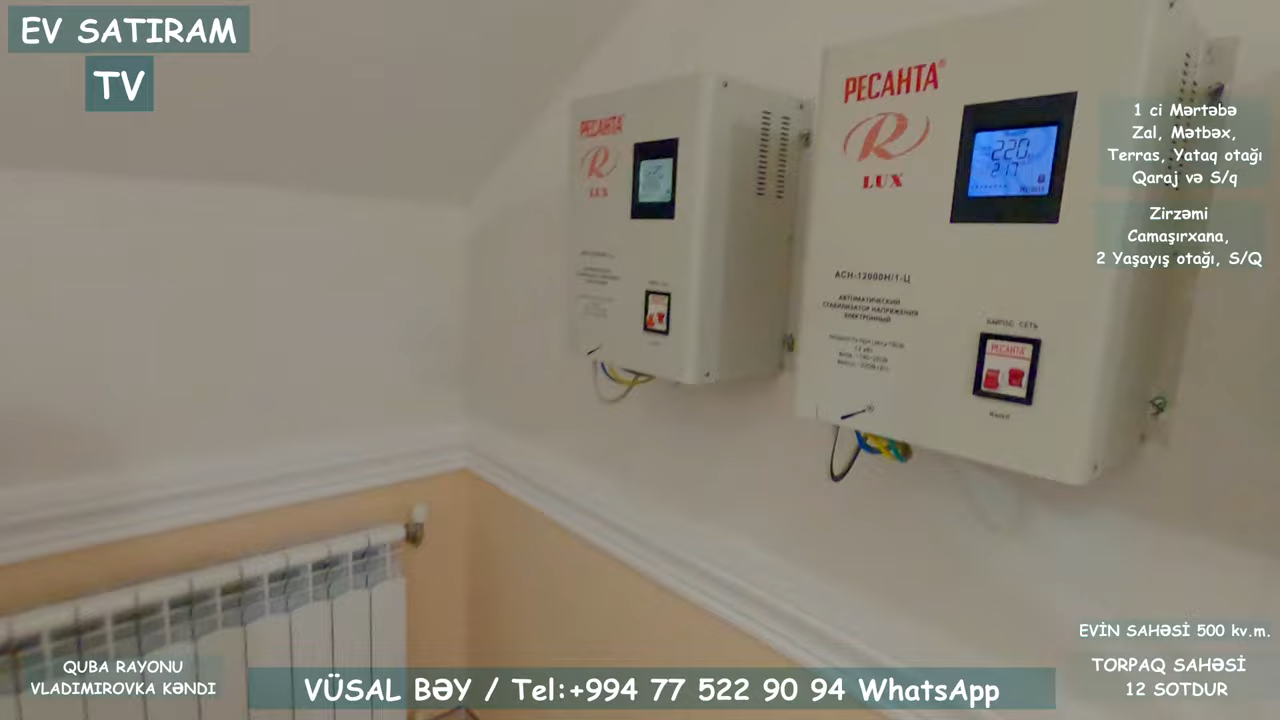 EV SATIRAM
TV
РЕСАНТА
R
LUX
РЕСАНТА®
R
LUX
220
217
АСН-12000Н/1-Ц
АВТОМАТИЧЕСКИЙ
СТАБИЛИЗАТОР НАПРЯЖЕНИЯ
ЭЛЕКТРОННЫЙ
БАЙПАС СЕТЬ
РЕСАНТА
1 ci Mərtəbə
Zal, Mətbəx,
Terras, Yataq otağı
Qaraj və S/q
Zirzəmi
Camaşırxana,
2 Yaşayış otağı, S/Q
EVİN SAHƏSİ 500 kv.m.
TORPAQ SAHƏSİ
12 SOTDUR
QUBA RAYONU
VLADIMIROVKA KƏNDI
VÜSAL BƏY / Tel:+994 77 522 90 94 WhatsApp